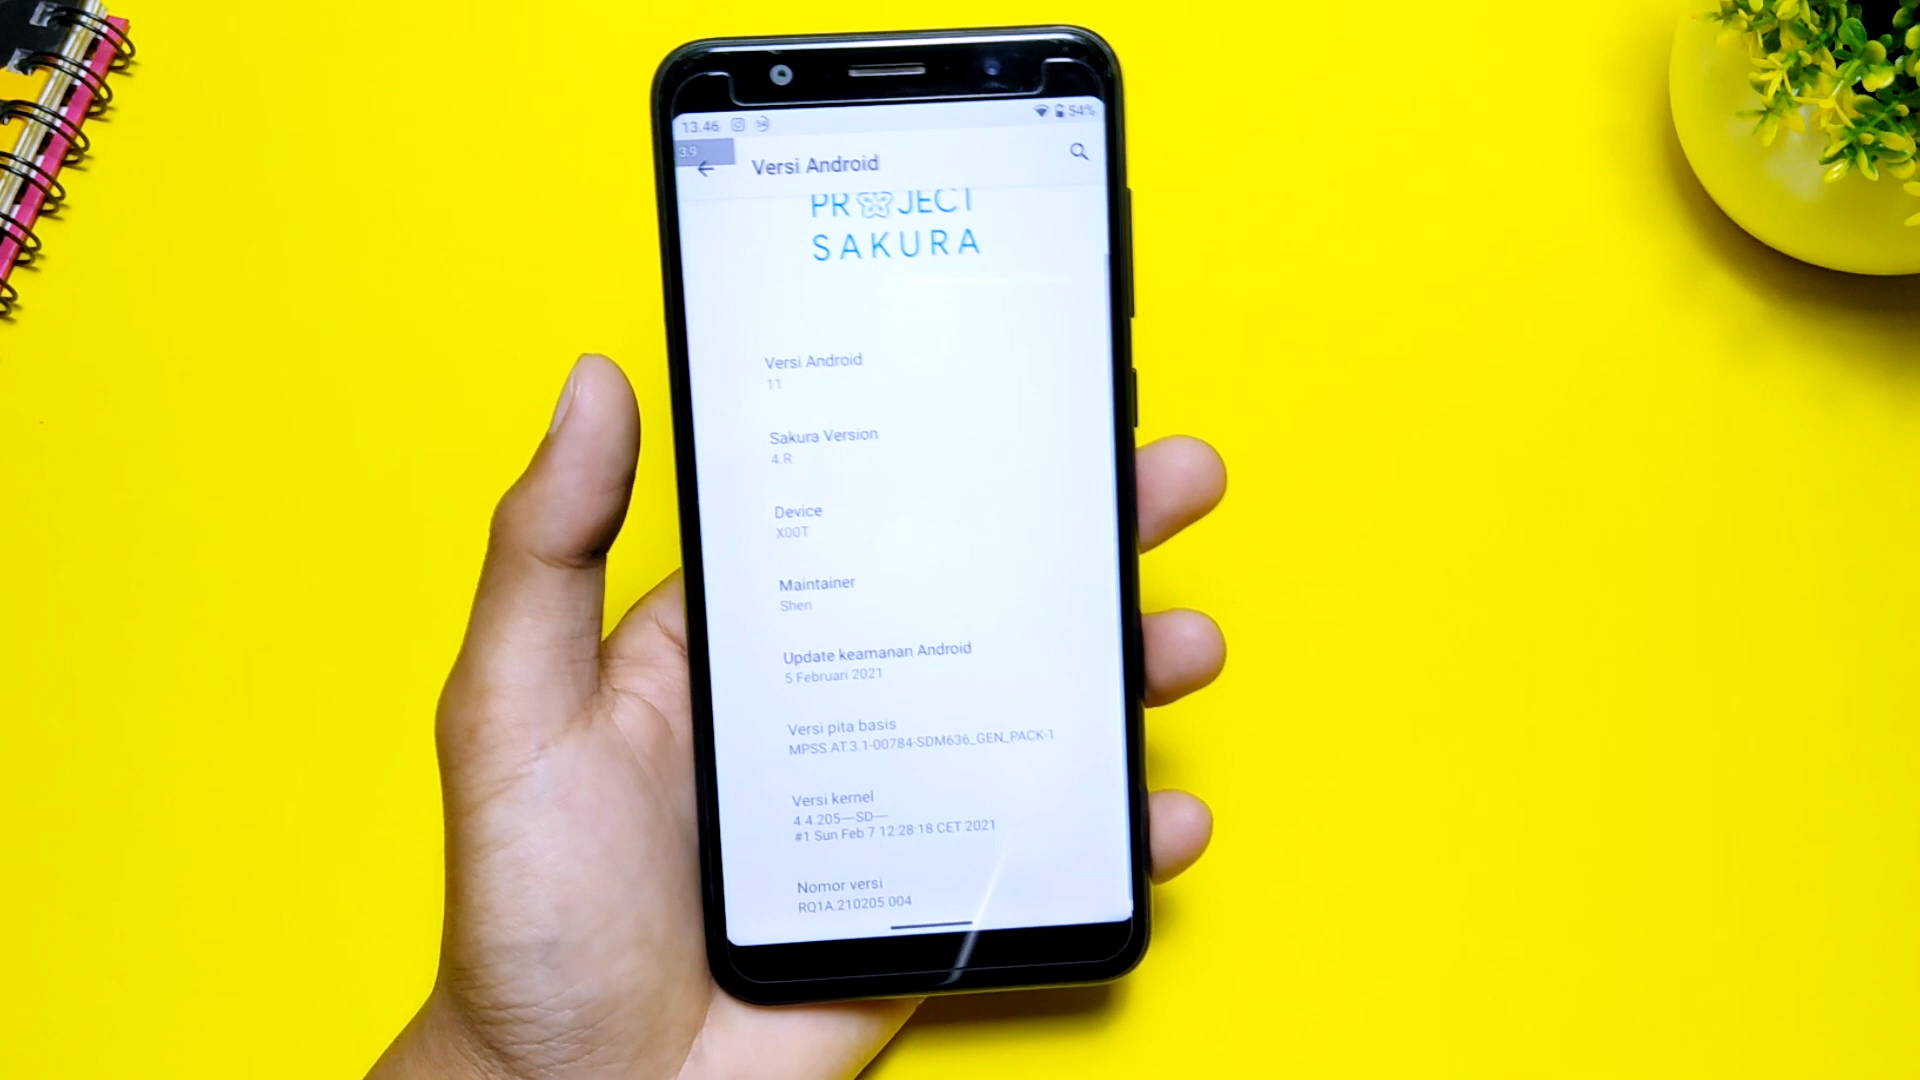 13.46
54%
3.9
Versi Android
PR JECT
SAKURA
Versi Android
11
Sakura Version
4.R
Device
X00T
Maintainer
Shen
Update keamanan Android
5 Februari 2021
Versi pita basis
MPSS.AT.3.1-00784-SDM636_GEN_PACK-1
Versi kernel
4.4.205---SD---
#1 Sun Feb 7 12:28:18 CET 2021
Nomor versi
RQ1A.210205.004